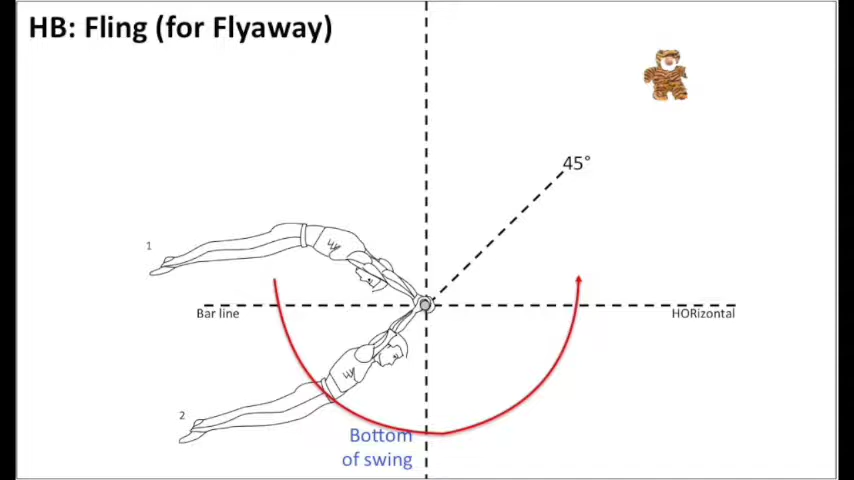 HB: Fling (for Flyaway)
45°
1
Bar line
HORizontal
2
Bottom
of swing